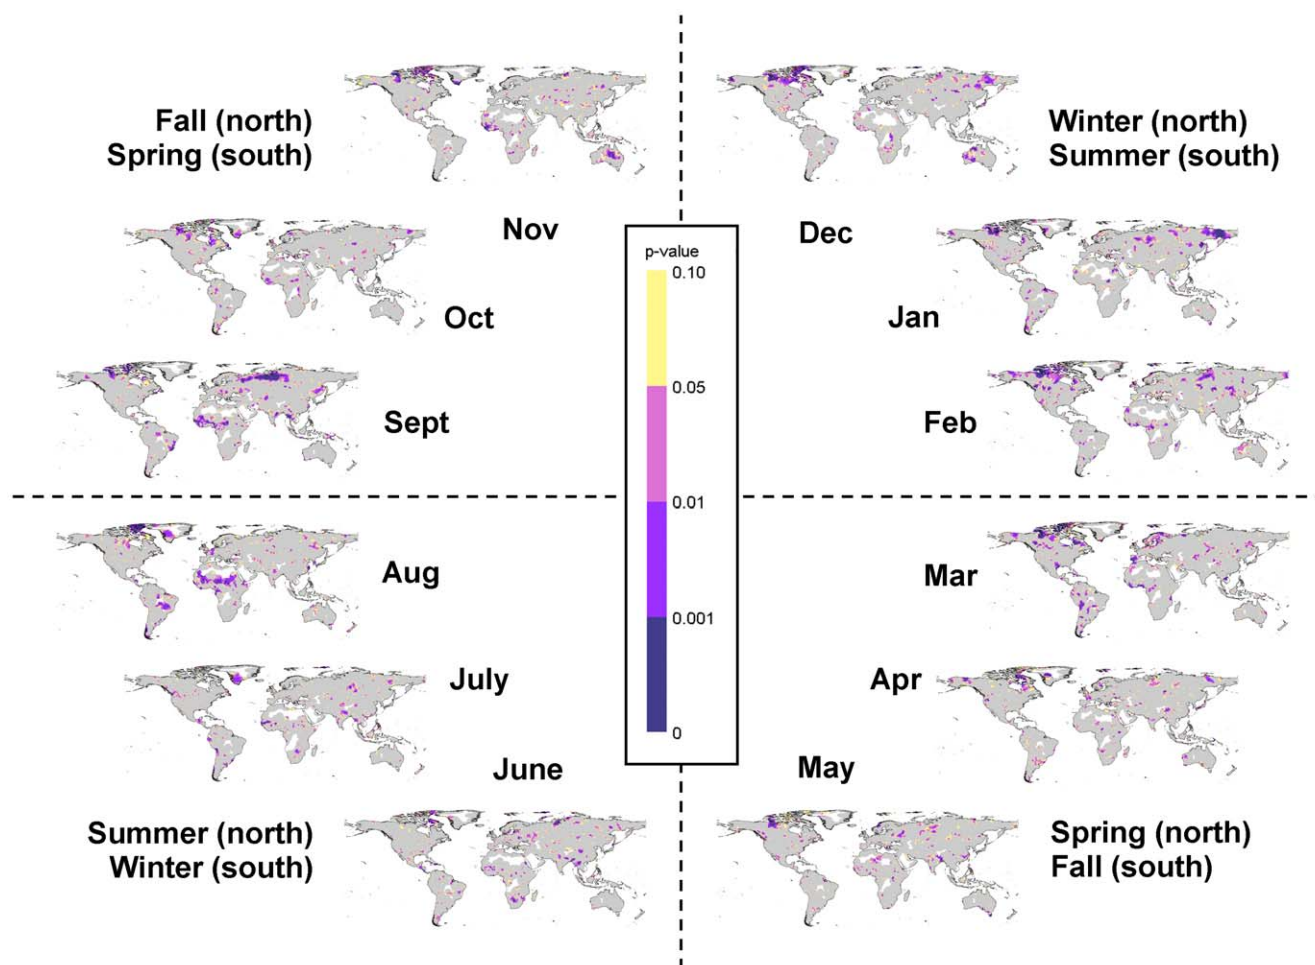 Fall (north)
Spring (south)
Winter (north)
Summer (south)
Nov
Dec
Oct
Jan
Sept
Feb
p-value
0.10
0.05
0.01
0.001
0
Aug
Mar
July
Apr
June
May
Summer (north)
Winter (south)
Spring (north)
Fall (south)